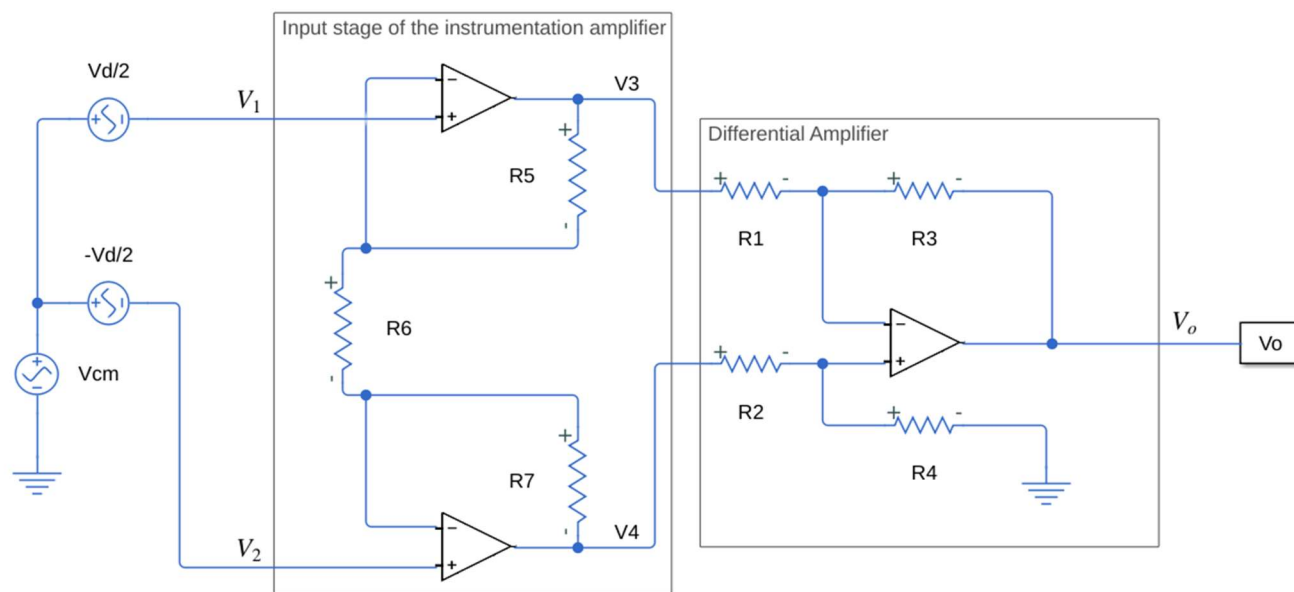 Input stage of the instrumentation amplifier
Vd/2
V1
V3
R5
Differential Amplifier
R1
R3
-Vd/2
R6
Vcm
Vo
Vo
R2
R4
R7
V2
V4